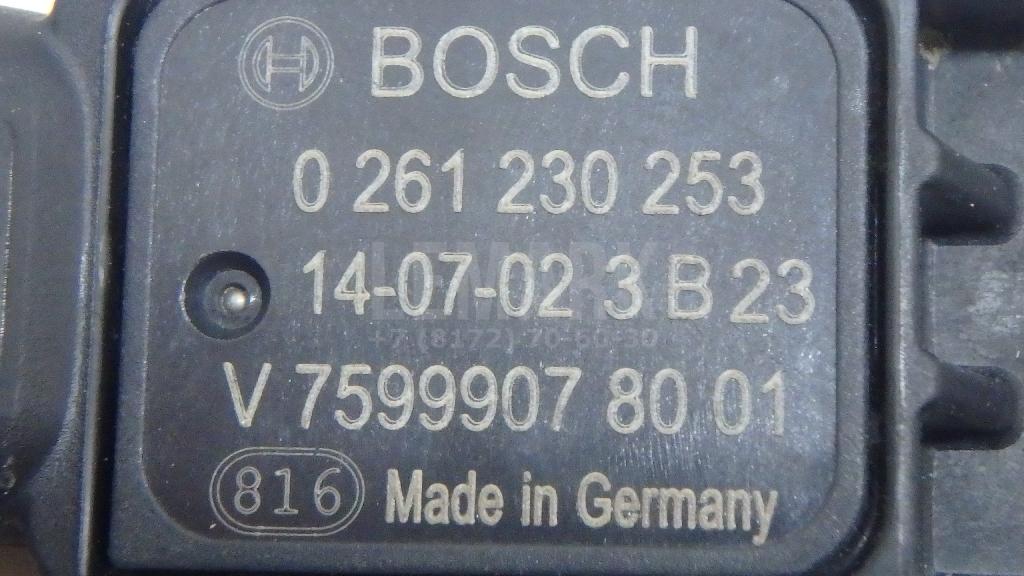 BOSCH
0 261 230 253
14-07-02 3 B 23
V 7599907 80 01
816 Made in Germany